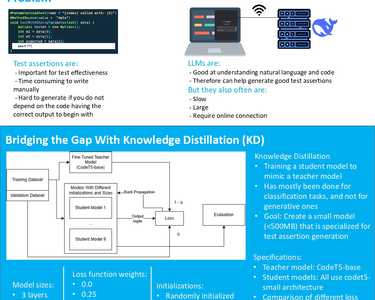 Test assertions are:
- Important for test effectiveness
- Time consuming to write
manually
- Hard to generate if you do not
depend on the code having the
correct output to begin with
LLMs are:
- Good at understanding natural language and code
- Therefore can help generate good test assertions
But they also often are:
- Slow
- Large
- Require online connection
Bridging the Gap With Knowledge Distillation (KD)
Training Dataset
Validation Dataset
Fine-Tuned Teacher
Model
(CodeT5-base)
Models With Different
Initializations and Sizes
Student Model 1
Student Model 9
Back Propagation
Output
logits
Loss
Evaluation
Knowledge Distillation
- Training a student model to
mimic a teacher model
- Has mostly been done for
classification tasks, and not for
generative ones
- Goal: Create a small model
(<500MB) that is specialized for
test assertion generation
Specifications:
- Teacher model: CodeT5-base
- Student models: All use codet5-
small architecture
- Comparison of different loss
Model sizes:
• 3 layers
Loss function weights:
• 0.0
• 0.25
Initializations:
• Randomly initialized